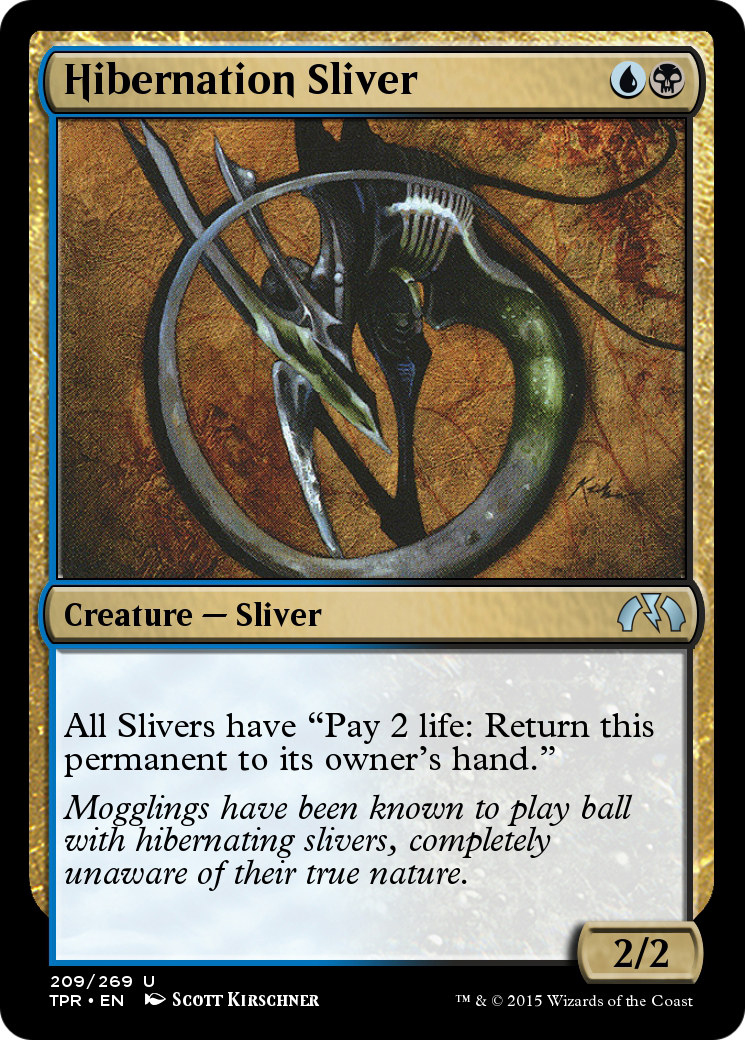 Hibernation Sliver
Creature — Sliver
All Slivers have “Pay 2 life: Return this
permanent to its owner’s hand.”
Mogglings have been known to play ball
with hibernating slivers, completely
unaware of their true nature.
2/2
209/269 U
TPR • EN Scott Kirschner
™ & © 2015 Wizards of the Coast